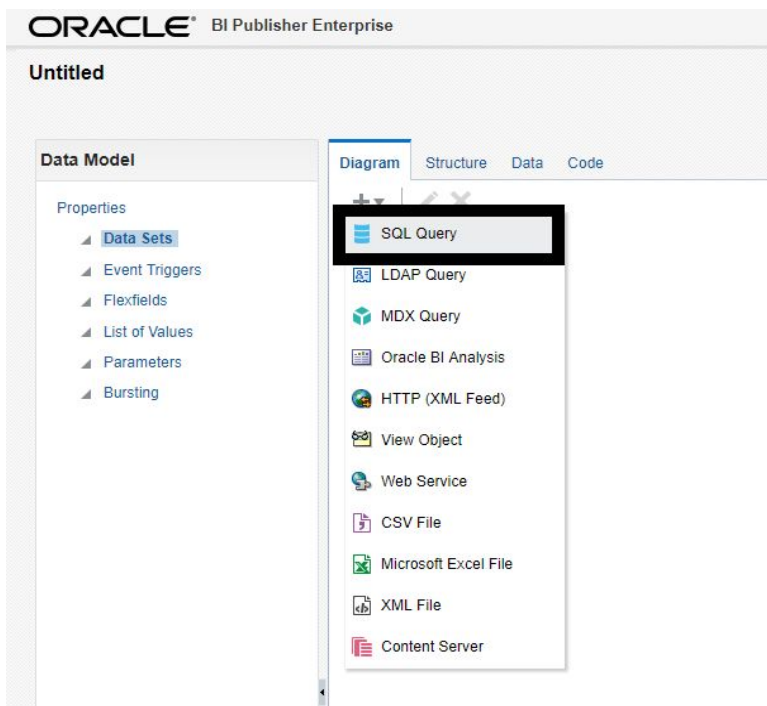 ORACLE® BI Publisher Enterprise
Untitled
Data Model
Properties
Data Sets
Event Triggers
Flexfields
List of Values
Parameters
Bursting
Diagram Structure Data Code
SQL Query
LDAP Query
MDX Query
Oracle BI Analysis
HTTP (XML Feed)
View Object
Web Service
CSV File
Microsoft Excel File
XML File
Content Server